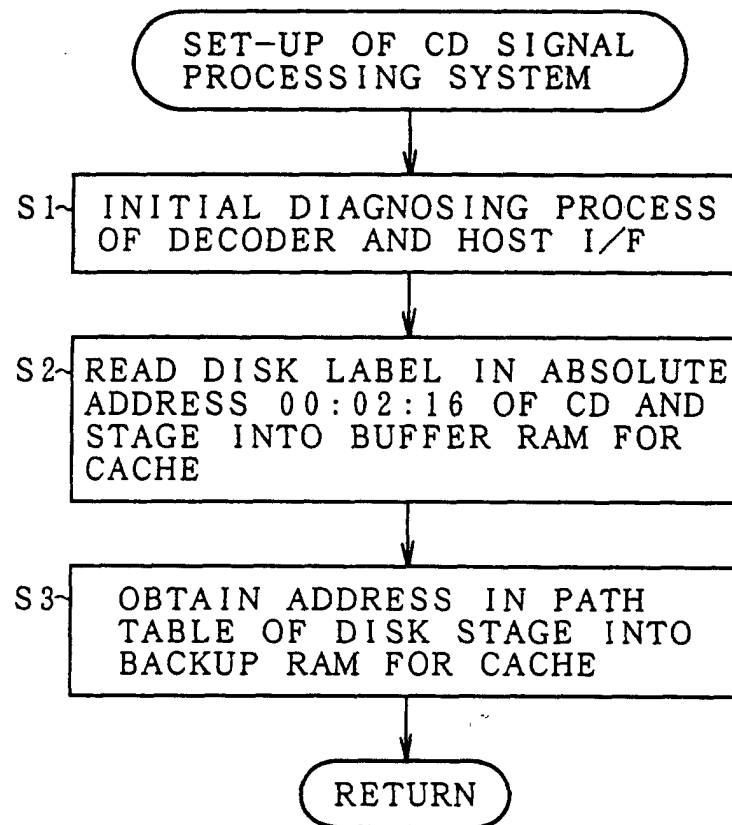 SET-UP OF CD SIGNAL
PROCESSING SYSTEM
S1 INITIAL DIAGNOSING PROCESS
OF DECODER AND HOST I/F
S2 READ DISK LABEL IN ABSOLUTE
ADDRESS 00:02:16 OF CD AND
STAGE INTO BUFFER RAM FOR
CACHE
S3 OBTAIN ADDRESS IN PATH
TABLE OF DISK STAGE INTO
BACKUP RAM FOR CACHE
RETURN